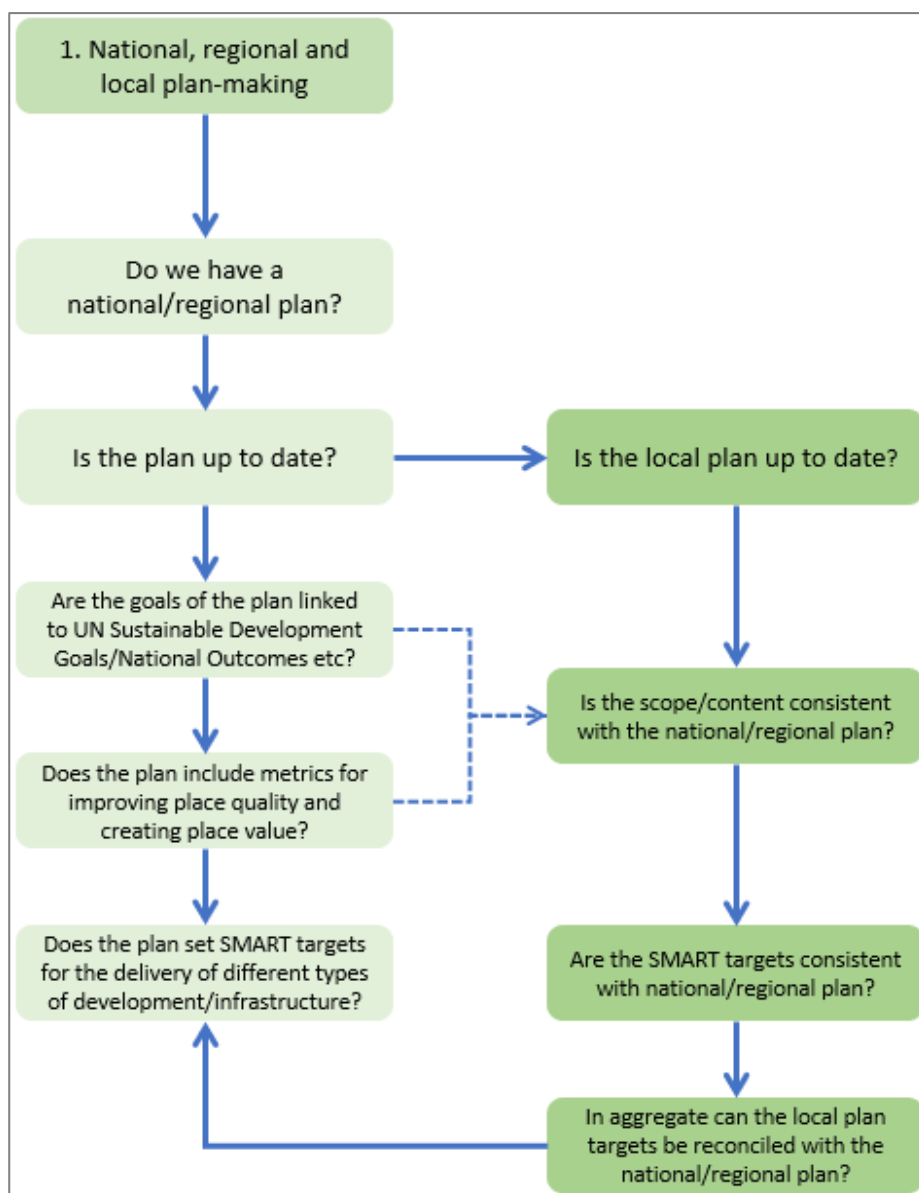 1. National, regional and
local plan-making
Do we have a
national/regional plan?
Is the plan up to date?
Is the local plan up to date?
Are the goals of the plan linked
to UN Sustainable Development
Goals/National Outcomes etc?
Is the scope/content consistent
with the national/regional plan?
Does the plan include metrics for
improving place quality and
creating place value?
Does the plan set SMART targets
for the delivery of different types
of development/infrastructure?
Are the SMART targets consistent
with national/regional plan?
In aggregate can the local plan
targets be reconciled with the
national/regional plan?